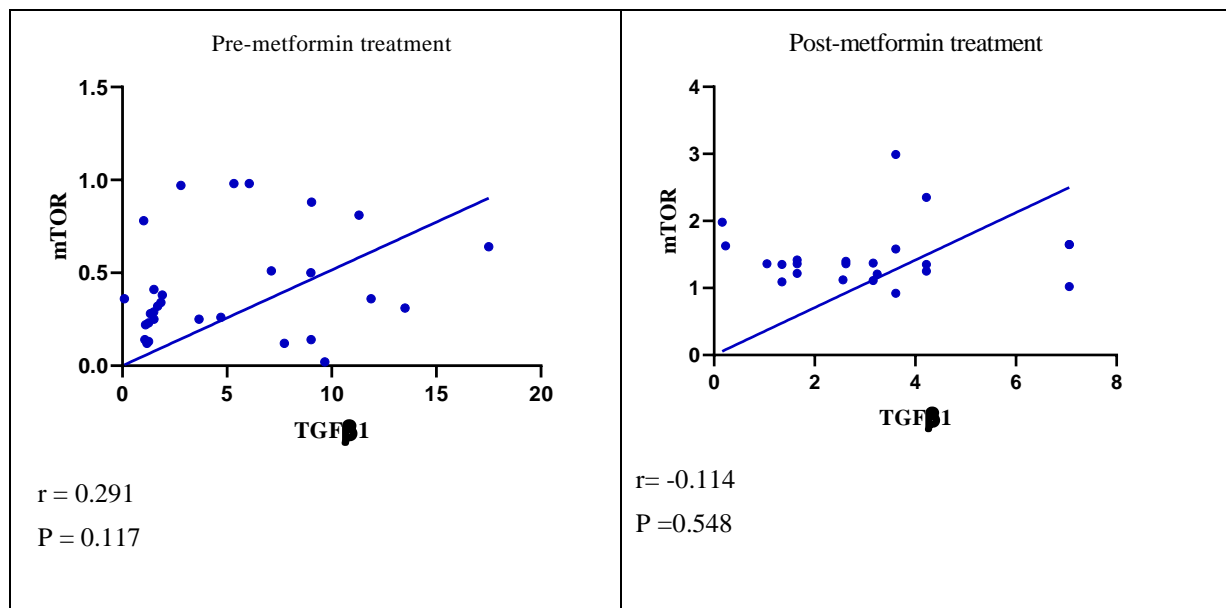 Pre-metformin treatment
1.5
1.0
0.5
0.0
mTOR
0 5 10 15 20
TGFβ1
r = 0.291
P = 0.117
Post-metformin treatment
4
3
2
1
0
mTOR
0 2 4 6 8
TGFβ1
r= -0.114
P =0.548